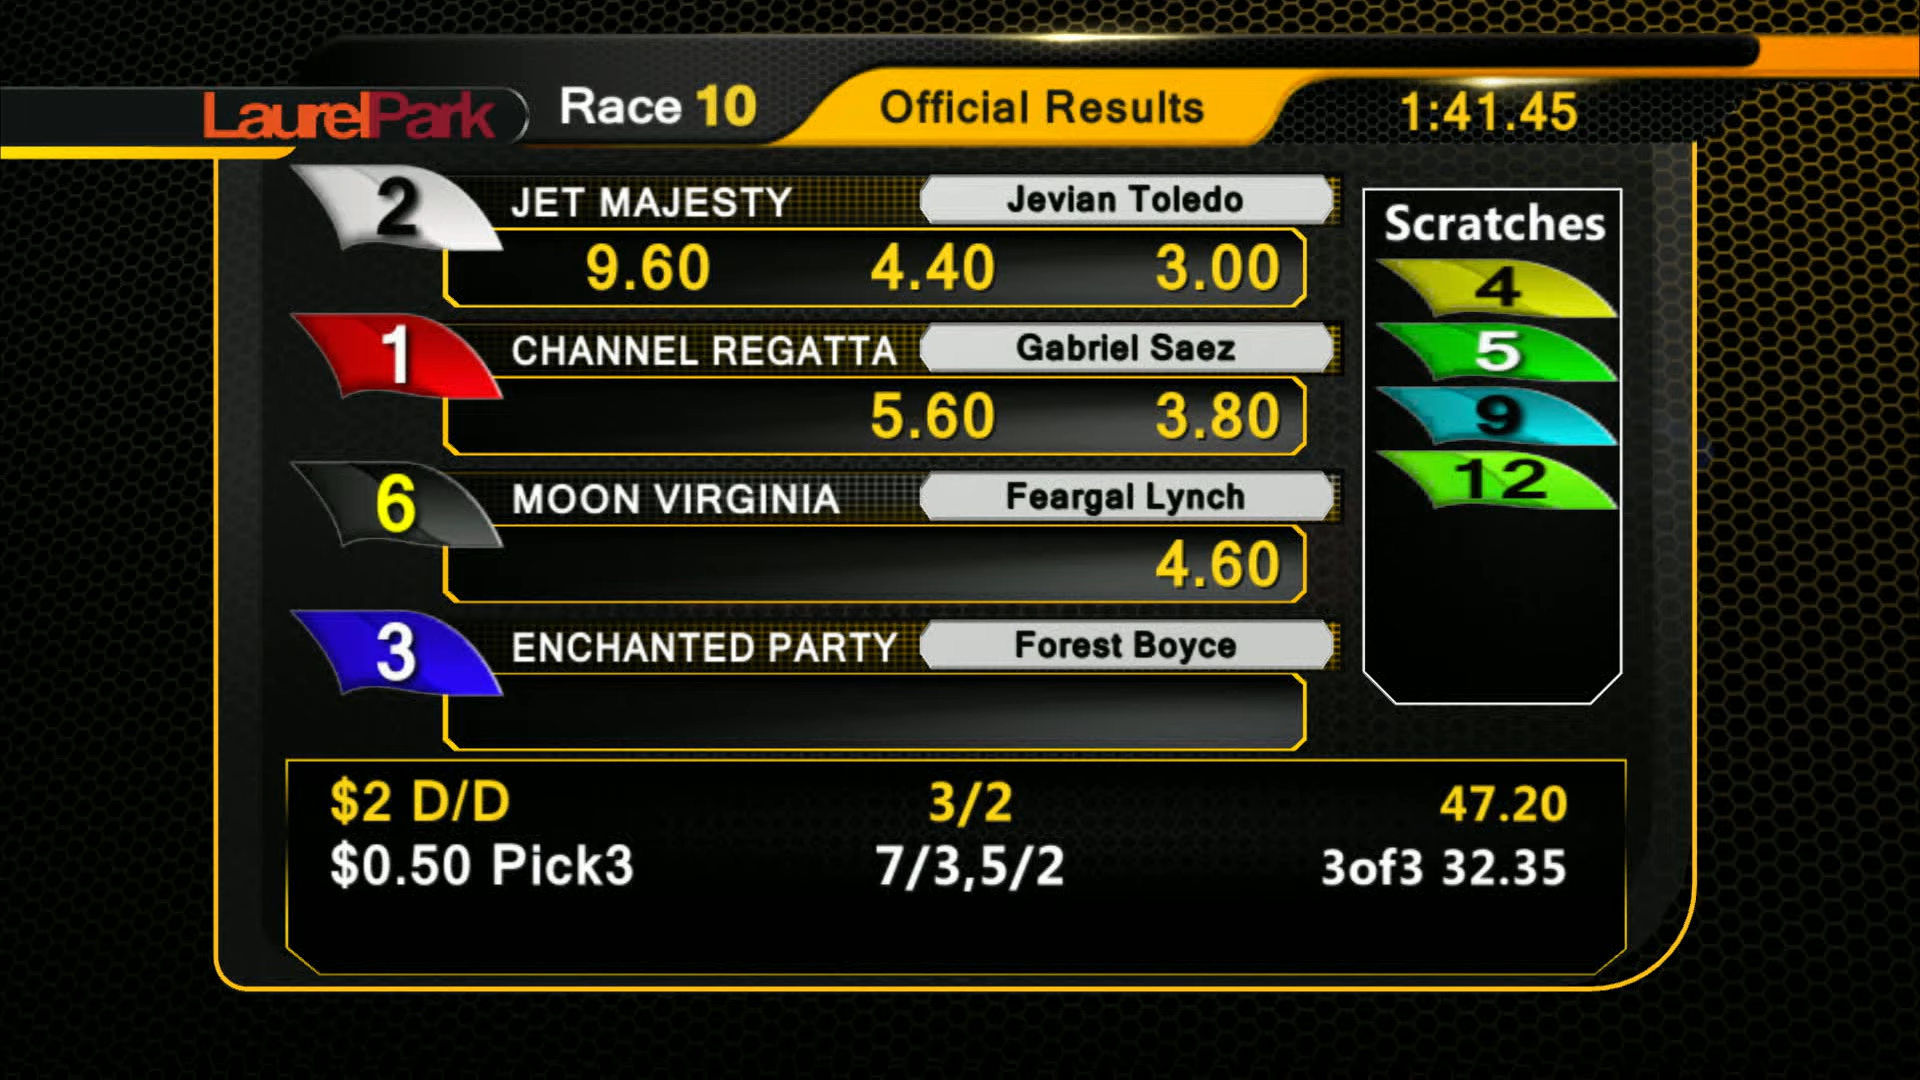 LaurelPark Race 10 Official Results 1:41.45
2 JET MAJESTY Jevian Toledo
9.60 4.40 3.00
1 CHANNEL REGATTA Gabriel Saez
5.60 3.80
6 MOON VIRGINIA Feargal Lynch
4.60
3 ENCHANTED PARTY Forest Boyce
Scratches
4
5
9
12
$2 D/D 3/2 47.20
$0.50 Pick3 7/3,5/2 3of3 32.35